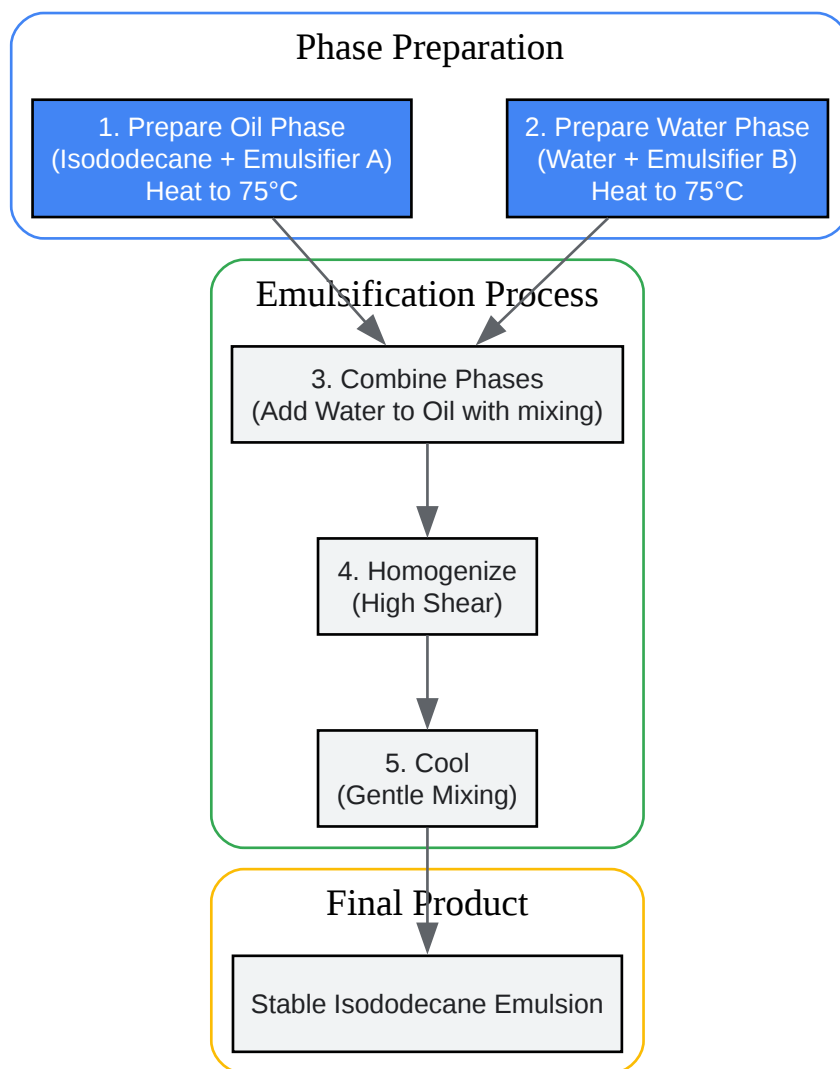 Phase Preparation
1. Prepare Oil Phase
(Isododecane + Emulsifier A)
Heat to 75°C
2. Prepare Water Phase
(Water + Emulsifier B)
Heat to 75°C
Emulsification Process
3. Combine Phases
(Add Water to Oil with mixing)
4. Homogenize
(High Shear)
5. Cool
(Gentle Mixing)
Final Product
Stable Isododecane Emulsion